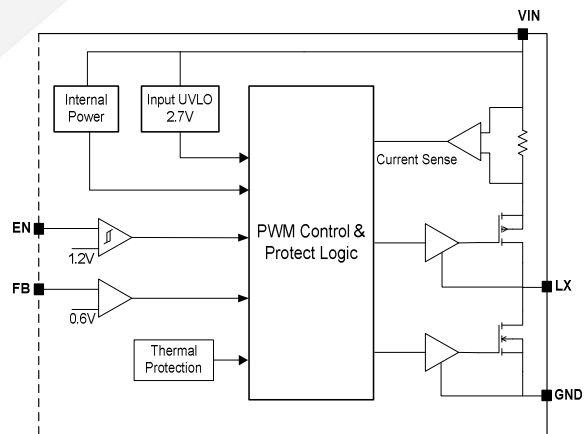 VIN
Internal
Power
Input UVLO
2.7V
Current Sense
EN
1.2V
PWM Control &
Protect Logic
FB
0.6V
LX
Thermal
Protection
GND